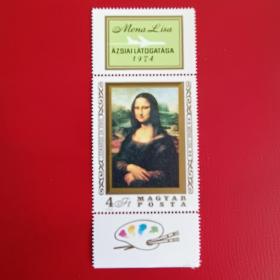 Mona Lisa
ÁZSIAI LÁTOGATÁSA
1974
4 Ft
MAGYAR
POSTA